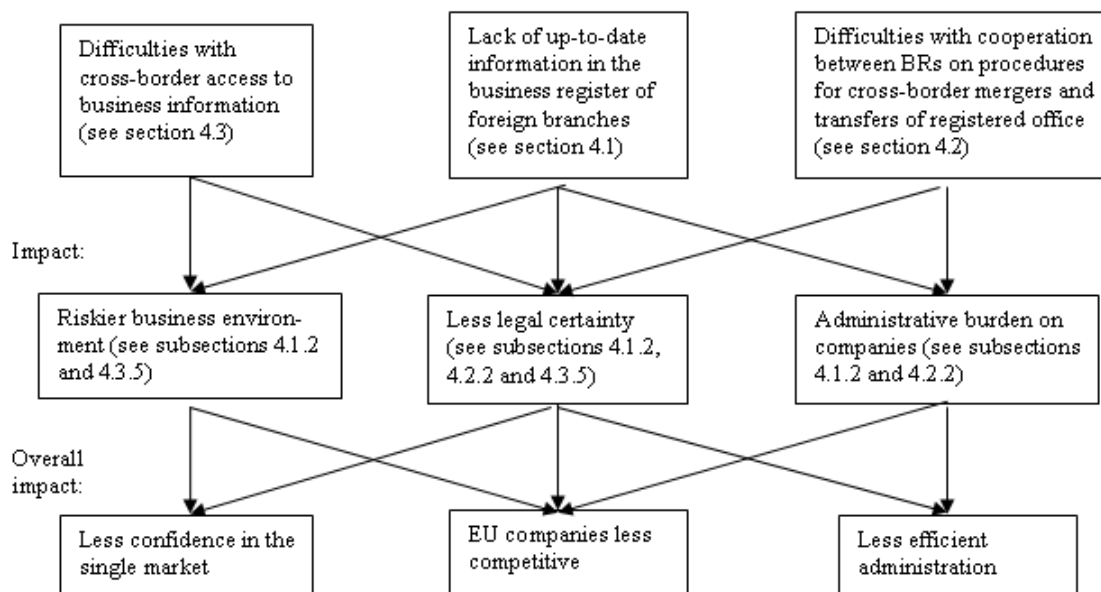 Difficulties with
cross-border access to
business information
(see section 4.3)
Lack of up-to-date
information in the
business register of
foreign branches
(see section 4.1)
Difficulties with cooperation
between BRs on procedures
for cross-border mergers and
transfers of registered office
(see section 4.2)
Impact:
Riskier business environ-
ment (see subsections 4.1.2
and 4.3.5)
Less legal certainty
(see subsections 4.1.2,
4.2.2 and 4.3.5)
Administrative burden on
companies (see subsections
4.1.2 and 4.2.2)
Overall
impact:
Less confidence in the
single market
EU companies less
competitive
Less efficient
administration